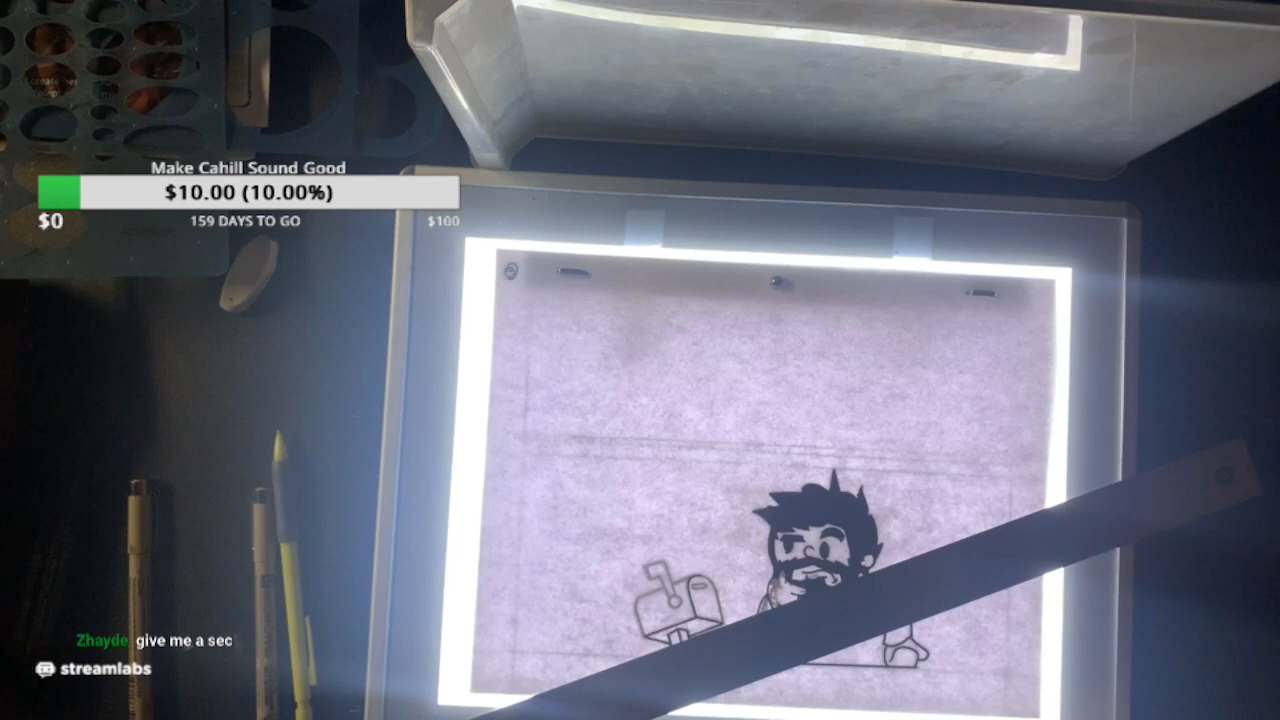 Make Cahill Sound Good
$10.00 (10.00%)
$0
159 DAYS TO GO
$100
Zhayde give me a sec
streamlabs